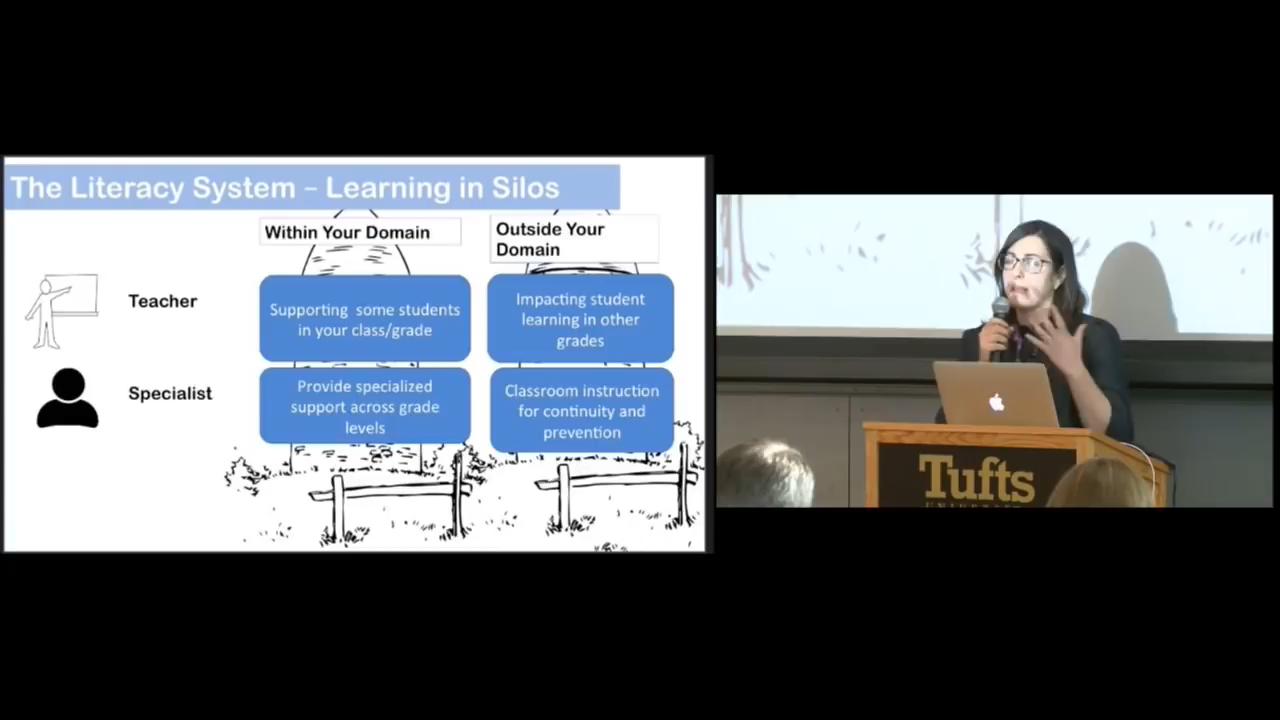 The Literacy System – Learning in Silos
Within Your Domain
Outside Your
Domain
Teacher
Supporting some students
in your class/grade
Impacting student
learning in other
grades
Specialist
Provide specialized
support across grade
levels
Classroom instruction
for continuity and
prevention
Tufts
UNIVERSITY